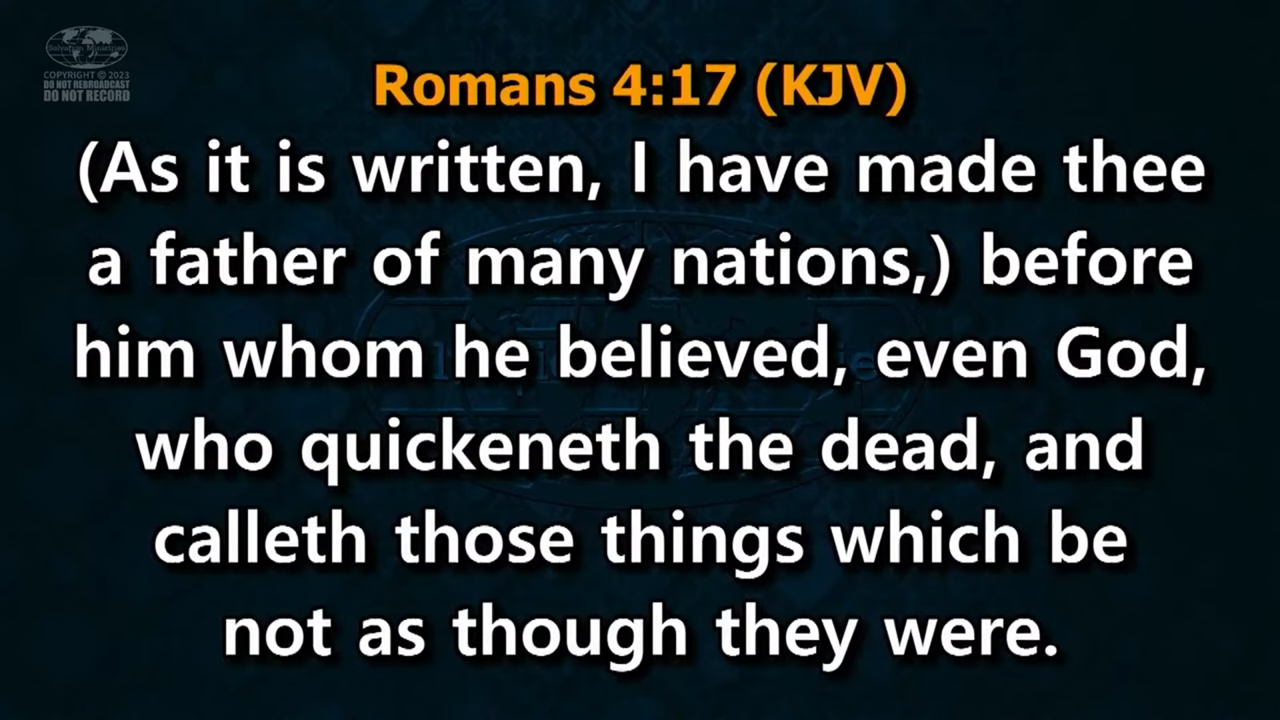 Salvation Ministries
COPYRIGHT © 2023
DO NOT REBROADCAST
DO NOT RECORD
Romans 4:17 (KJV)
(As it is written, I have made thee
a father of many nations,) before
him whom he believed, even God,
who quickeneth the dead, and
calleth those things which be
not as though they were.